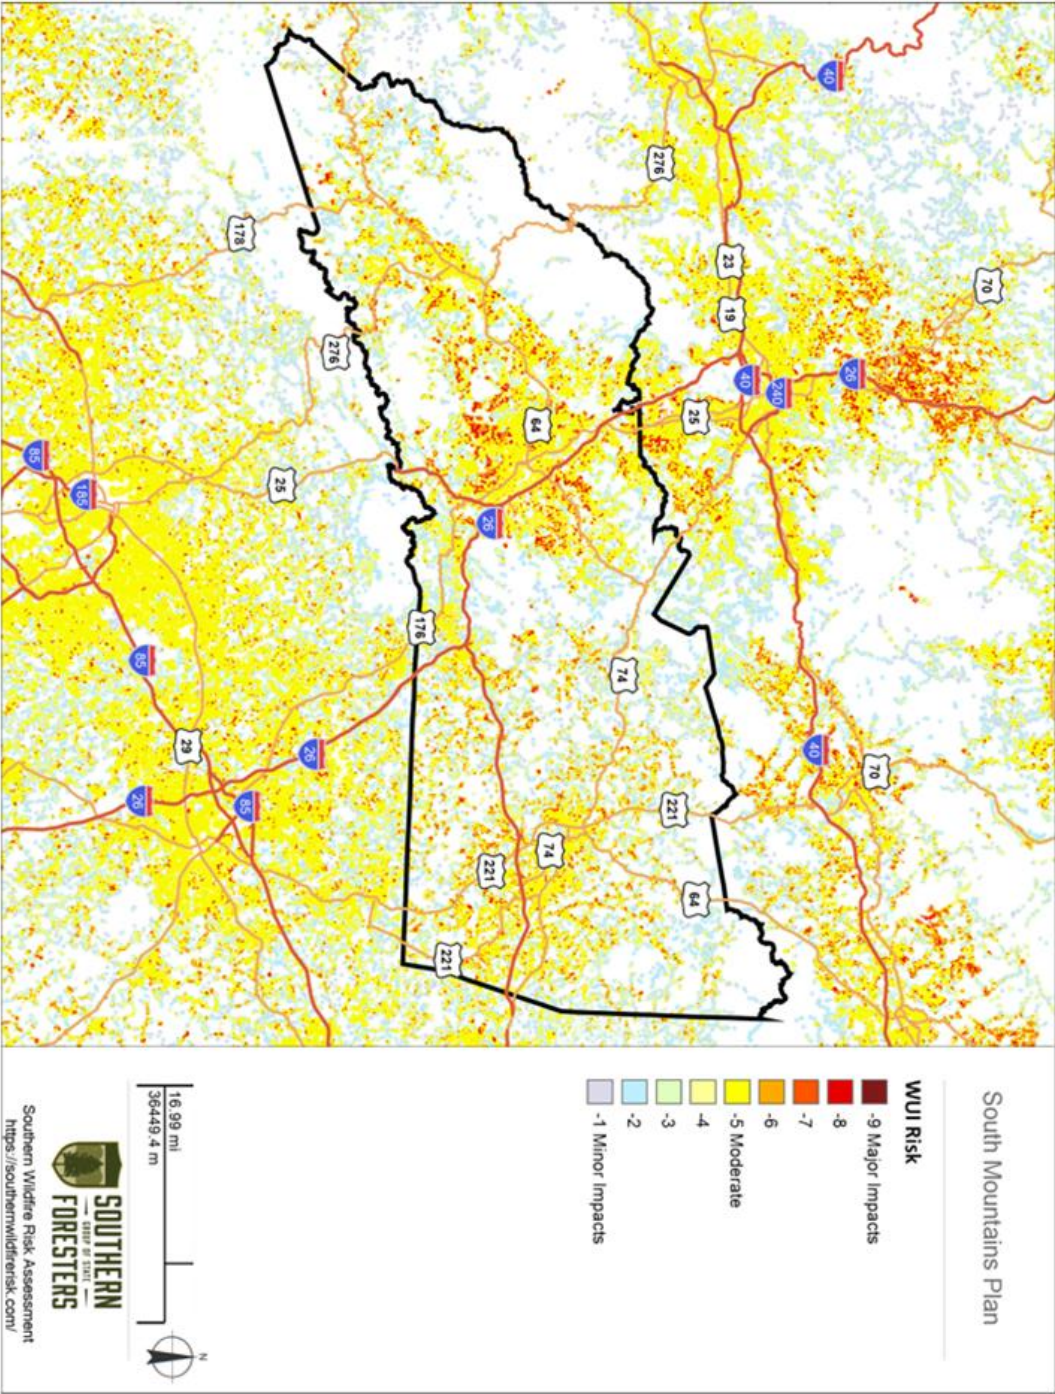 South Mountains Plan
WUI Risk
-9 Major Impacts
-8
-7
-6
-5 Moderate
-4
-3
-2
-1 Minor Impacts
16.99 mi
36449.4 m
N
SOUTHERN
GROUP OF STATE
FORESTERS
Southern Wildfire Risk Assessment
https://southernwildfirerisk.com/
40
70
26
276
23
19
240
40
25
40
70
64
221
64
74
74
26
221
221
176
178
276
25
26
85
85
185
29
26
85